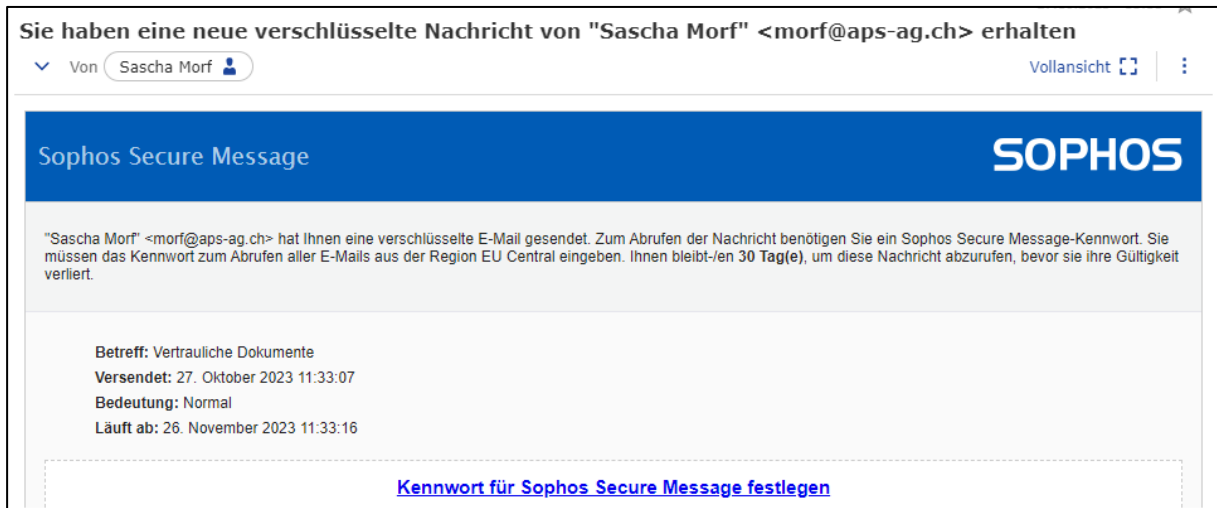 Sie haben eine neue verschlüsselte Nachricht von "Sascha Morf" <morf@aps-ag.ch> erhalten
Von Sascha Morf Vollansicht
Sophos Secure Message SOPHOS
"Sascha Morf" <morf@aps-ag.ch> hat Ihnen eine verschlüsselte E-Mail gesendet. Zum Abrufen der Nachricht benötigen Sie ein Sophos Secure Message-Kennwort. Sie
müssen das Kennwort zum Abrufen aller E-Mails aus der Region EU Central eingeben. Ihnen bleibt-/en 30 Tag(e), um diese Nachricht abzurufen, bevor sie ihre Gültigkeit
verliert.
Betreff: Vertrauliche Dokumente
Versendet: 27. Oktober 2023 11:33:07
Bedeutung: Normal
Läuft ab: 26. November 2023 11:33:16
Kennwort für Sophos Secure Message festlegen